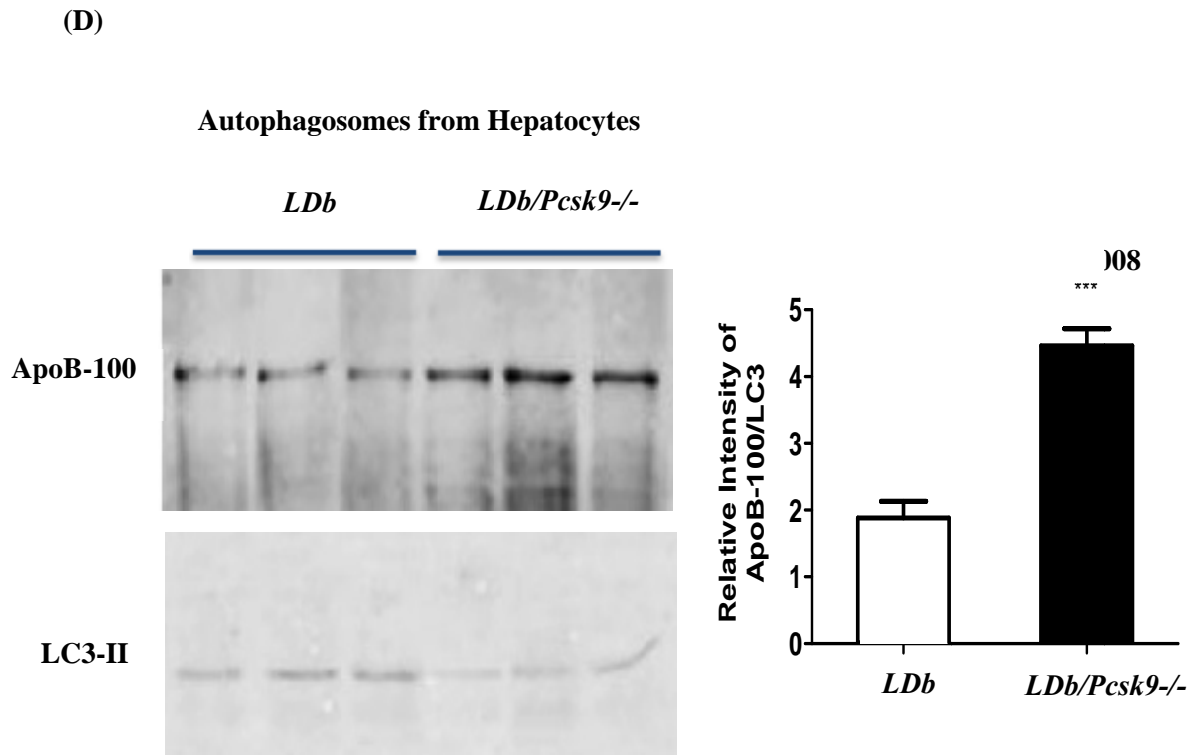 (D)
Autophagosomes from Hepatocytes
LDb LDb/Pcsk9-/-
ApoB-100
LC3-II
008
***
Relative Intensity of
ApoB-100/LC3
5
4
3
2
1
0
LDb LDb/Pcsk9-/-